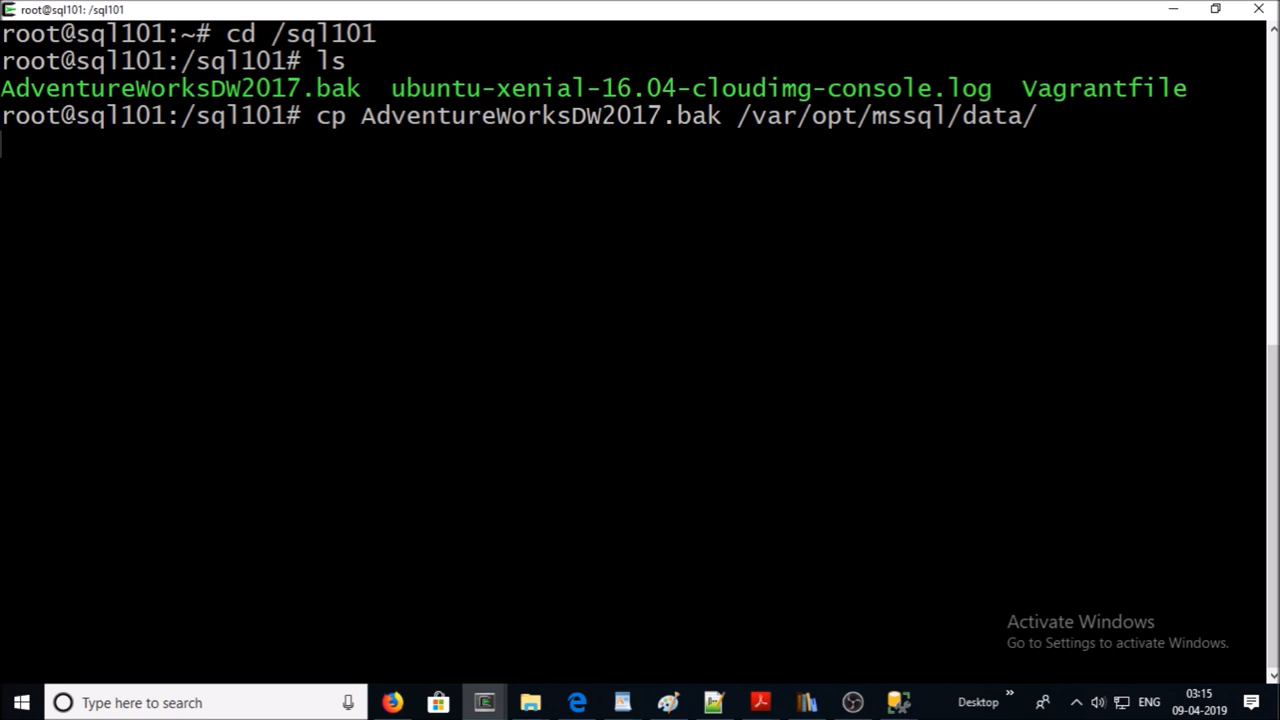 root@sql101: /sql101
root@sql101:~# cd /sql101
root@sql101:/sql101# ls
AdventureWorksDW2017.bak  ubuntu-xenial-16.04-cloudimg-console.log  Vagrantfile
root@sql101:/sql101# cp AdventureWorksDW2017.bak /var/opt/mssql/data/
Activate Windows
Go to Settings to activate Windows.
Type here to search
Desktop
ENG
03:15
09-04-2019